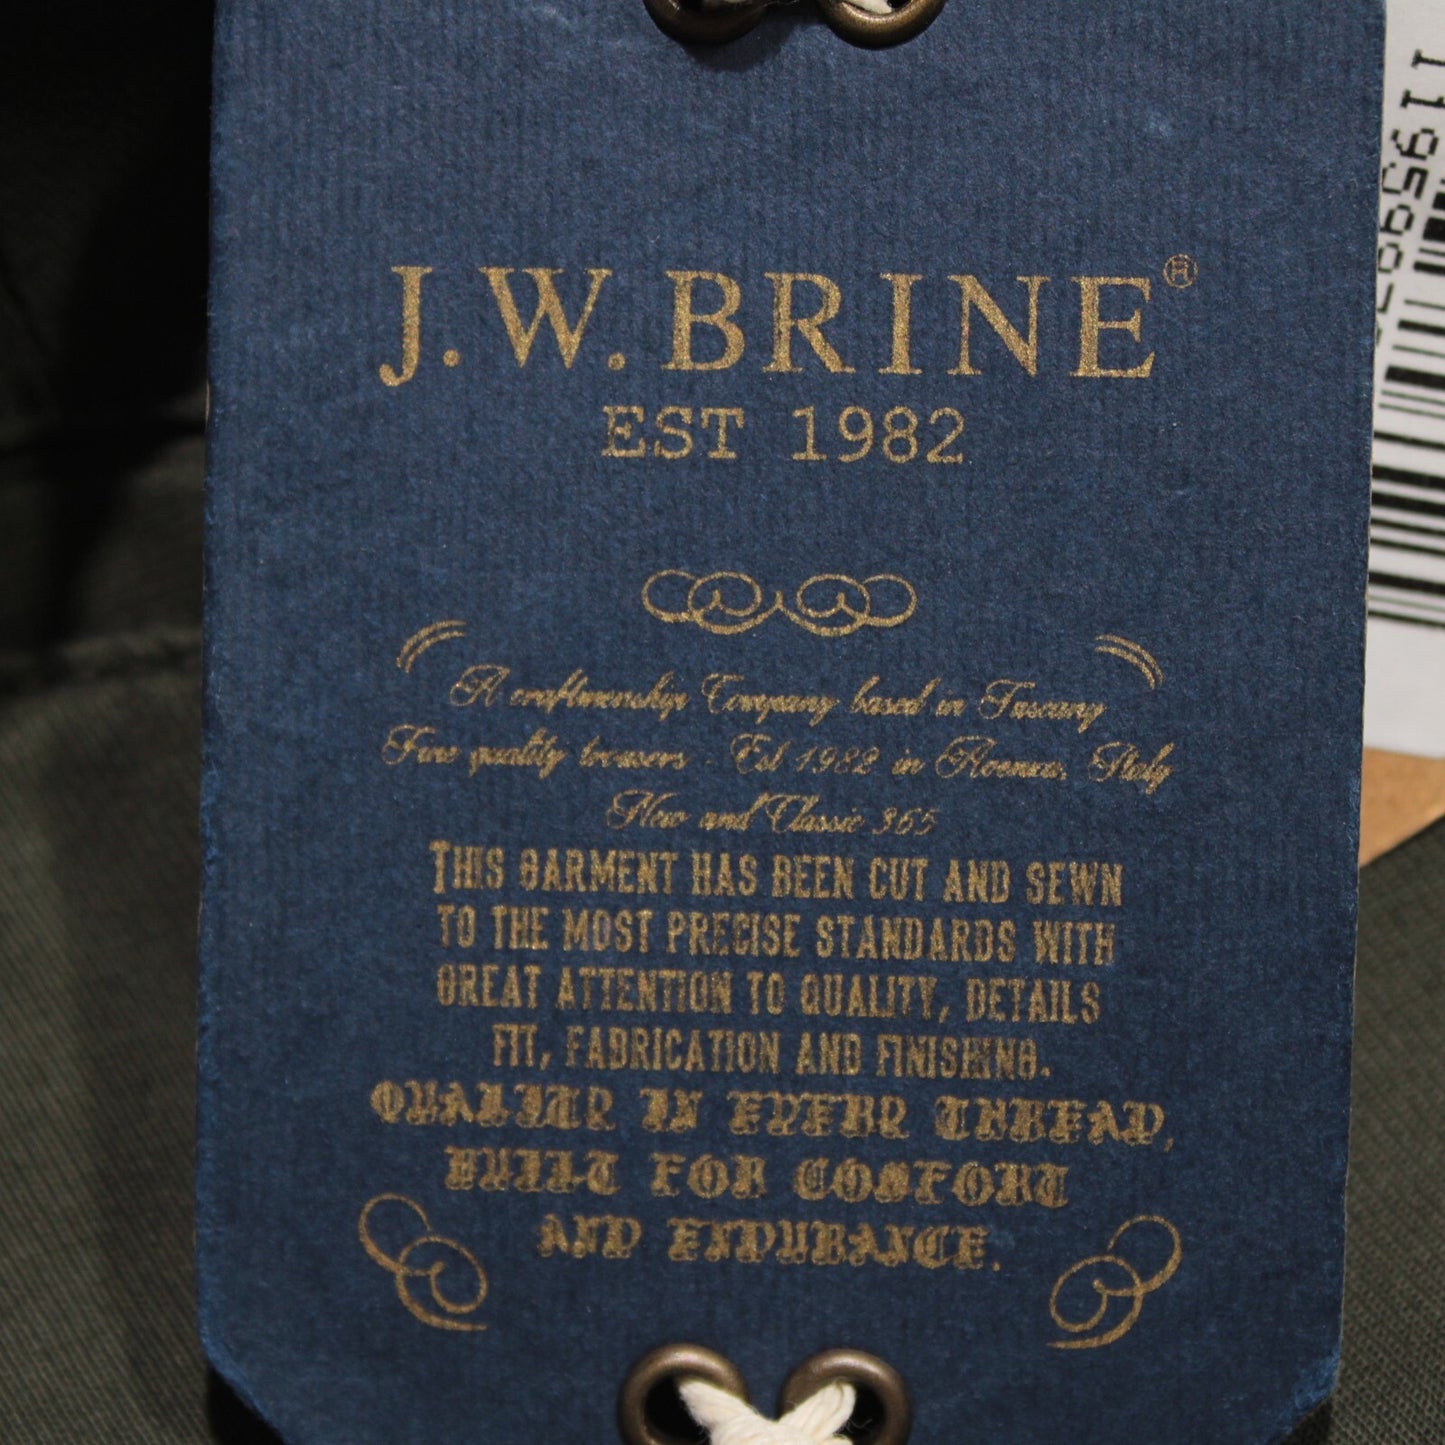 J.W.BRINE®
EST 1982
A craftmenship Company based in Tuscany
Fine quality trousers - Est 1982 in Florence, Italy
New and Classic 365
THIS GARMENT HAS BEEN CUT AND SEWN
TO THE MOST PRECISE STANDARDS WITH
GREAT ATTENTION TO QUALITY, DETAILS
FIT, FABRICATION AND FINISHING.
QUALITY IN EVERY THREAD,
BUILT FOR COMFORT
AND ENDURANCE.